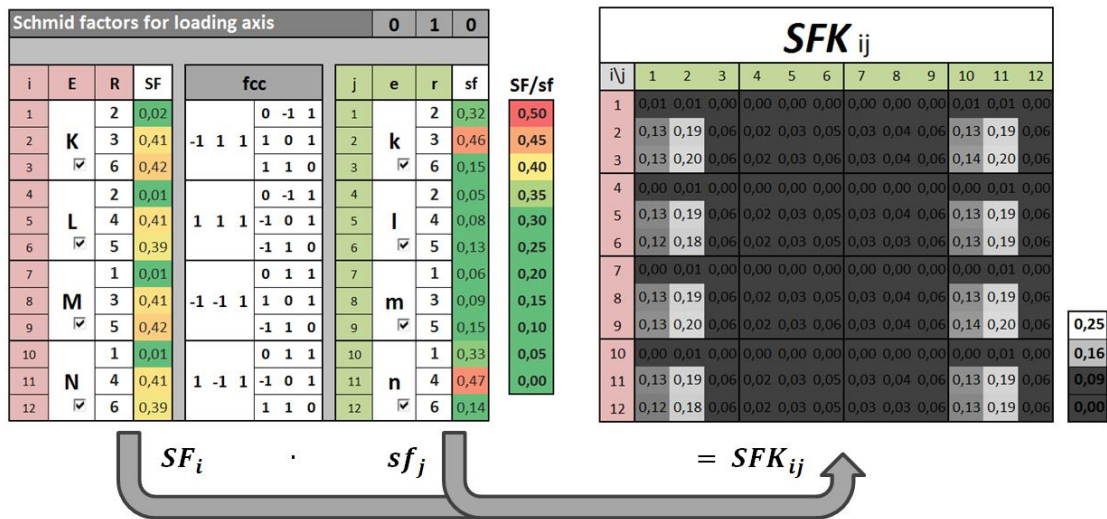 Schmid factors for loading axis 0 1 0
i E R SF fcc j e r sf SF/sf
1 2 0,02 0 -1 1 1 2 0,32 0,50
2 K 3 0,41 -1 1 1 1 0 1 2 k 3 0,46 0,45
3 6 0,42 1 1 0 3 6 0,15 0,40
4 2 0,01 0 -1 1 4 2 0,05 0,35
5 L 4 0,41 1 1 1 -1 0 1 5 l 4 0,08 0,30
6 5 0,39 -1 1 0 6 5 0,13 0,25
7 1 0,01 0 1 1 7 1 0,06 0,20
8 M 3 0,41 -1 -1 1 1 0 1 8 m 3 0,09 0,15
9 5 0,42 -1 1 0 9 5 0,15 0,10
10 1 0,01 0 1 1 10 1 0,33 0,05
11 N 4 0,41 1 -1 1 -1 0 1 11 n 4 0,47 0,00
12 6 0,39 1 1 0 12 6 0,14
SFK ij
i\j 1 2 3 4 5 6 7 8 9 10 11 12
1 0,01 0,01 0,00 0,00 0,00 0,00 0,00 0,00 0,00 0,01 0,01 0,00
2 0,13 0,19 0,06 0,02 0,03 0,05 0,03 0,04 0,06 0,13 0,19 0,06
3 0,13 0,20 0,06 0,02 0,03 0,06 0,03 0,04 0,06 0,14 0,20 0,06
4 0,00 0,01 0,00 0,00 0,00 0,00 0,00 0,00 0,00 0,00 0,01 0,00
5 0,13 0,19 0,06 0,02 0,03 0,05 0,03 0,04 0,06 0,13 0,19 0,06
6 0,12 0,18 0,06 0,02 0,03 0,05 0,03 0,03 0,06 0,13 0,19 0,06
7 0,00 0,01 0,00 0,00 0,00 0,00 0,00 0,00 0,00 0,00 0,01 0,00
8 0,13 0,19 0,06 0,02 0,03 0,05 0,03 0,04 0,06 0,13 0,19 0,06
9 0,13 0,20 0,06 0,02 0,03 0,06 0,03 0,04 0,06 0,14 0,20 0,06
10 0,00 0,01 0,00 0,00 0,00 0,00 0,00 0,00 0,00 0,00 0,01 0,00
11 0,13 0,19 0,06 0,02 0,03 0,05 0,03 0,04 0,06 0,13 0,19 0,06
12 0,12 0,18 0,06 0,02 0,03 0,05 0,03 0,03 0,06 0,13 0,19 0,06
0,25
0,16
0,09
0,00
SF_i · sf_j = SFK_ij